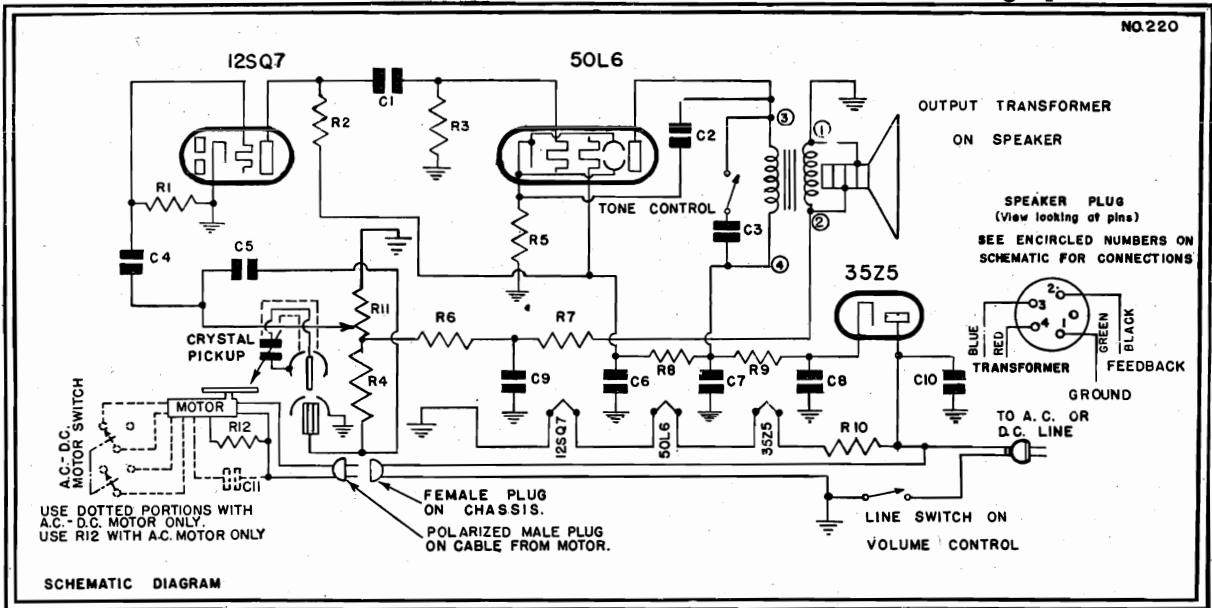 NO.220
12SQ7
50L6
C1
R2
R3
C2
OUTPUT TRANSFORMER
ON SPEAKER
3
1
R1
TONE CONTROL
2
SPEAKER PLUG
(View looking at pins)
SEE ENCIRCLED NUMBERS ON
SCHEMATIC FOR CONNECTIONS
C4
C5
R5
C3
4
35Z5
R11
CRYSTAL
PICKUP
R6
R7
2
3
4
1
BLUE
RED
GREEN
BLACK
TRANSFORMER
FEEDBACK
GROUND
R4
C9
C6
R8
C7
R9
C8
C10
MOTOR
R12
A.C.-D.C.
MOTOR SWITCH
C11
12SQ7
50L6
35Z5
R10
TO A.C. OR
D.C. LINE
FEMALE PLUG
ON CHASSIS.
POLARIZED MALE PLUG
ON CABLE FROM MOTOR.
LINE SWITCH ON
VOLUME CONTROL
USE DOTTED PORTIONS WITH
A.C.-D.C. MOTOR ONLY.
USE R12 WITH A.C. MOTOR ONLY
SCHEMATIC DIAGRAM